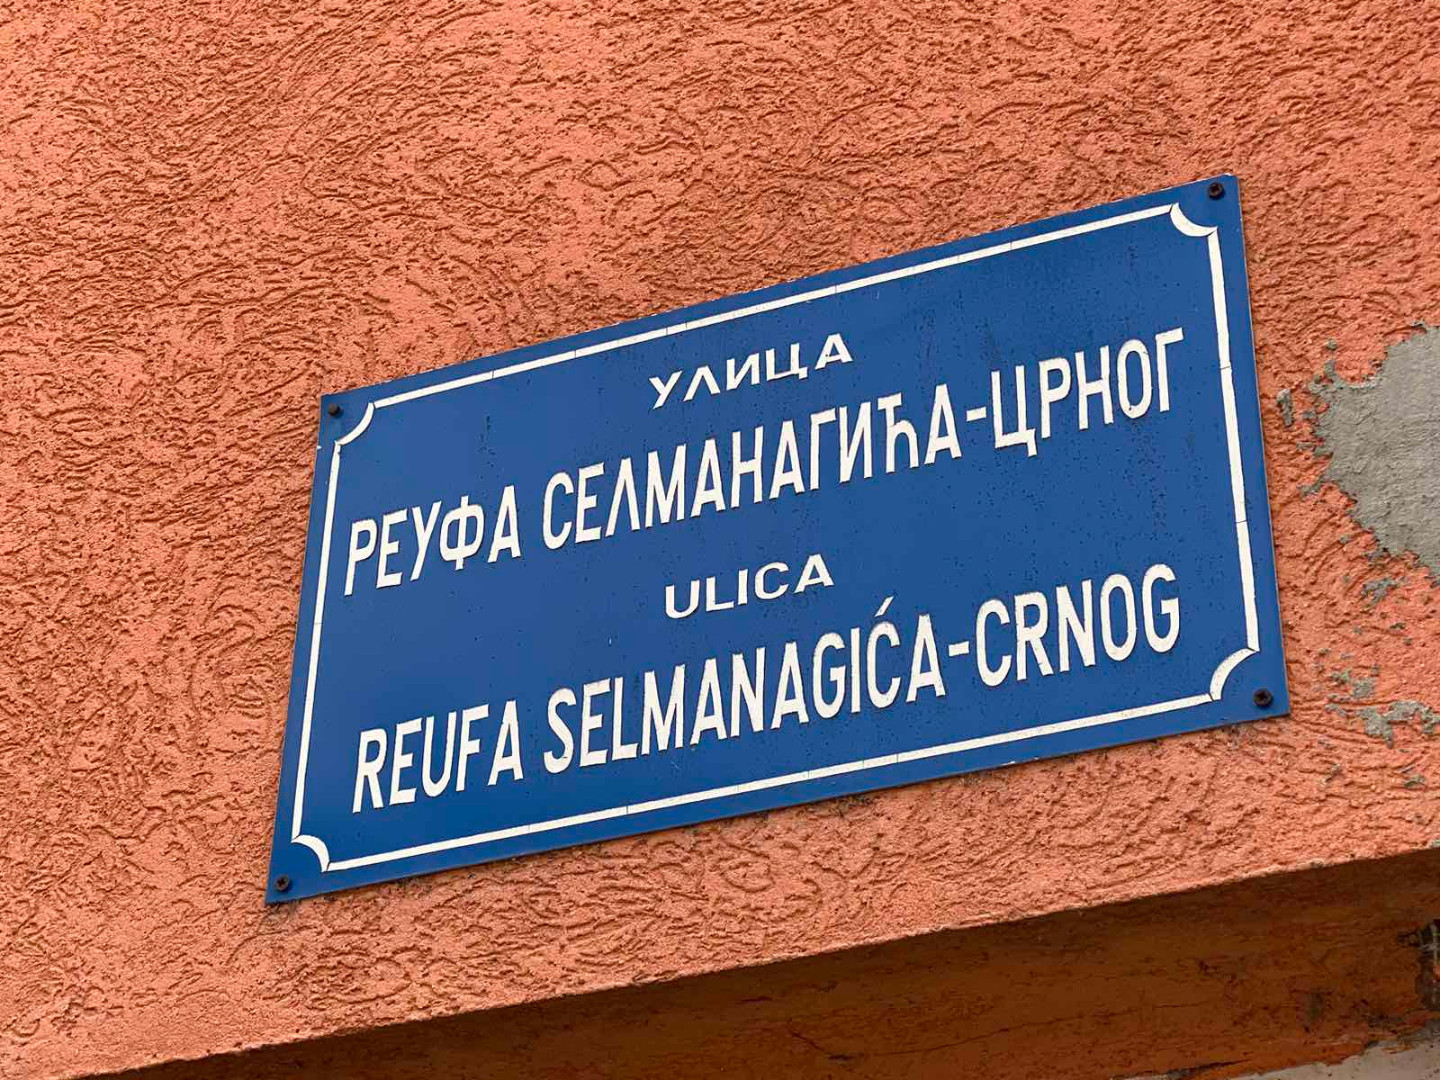 УЛИЦА
РЕУФА СЕЛМАНАГИЋА-ЦРНОГ
ULICA
REUFA SELMANAGIĆA-CRNOG